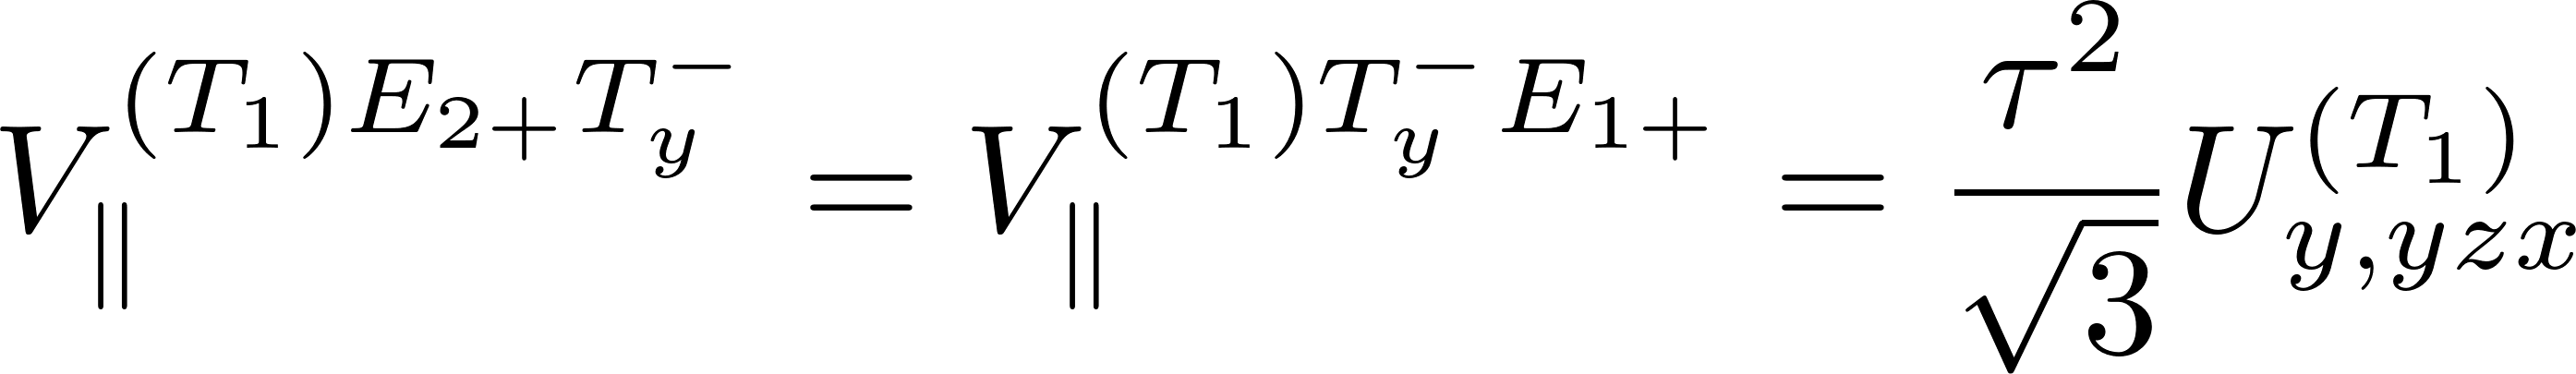 V_{\parallel}^{(T_1)E_{2+}T_y^-} = V_{\parallel}^{(T_1)T_y^-E_{1+}} = \frac{\tau^2}{\sqrt{3}} U_{y,yzx}^{(T_1)}